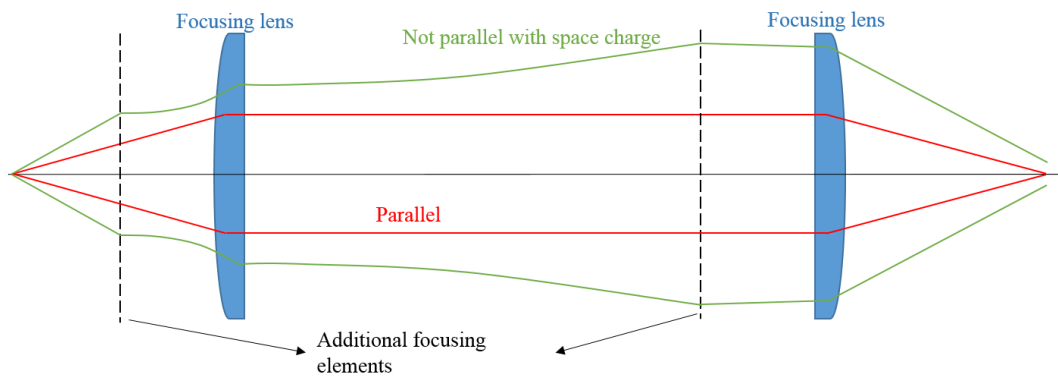 Focusing lens
Focusing lens
Not parallel with space charge
Parallel
Additional focusing
elements